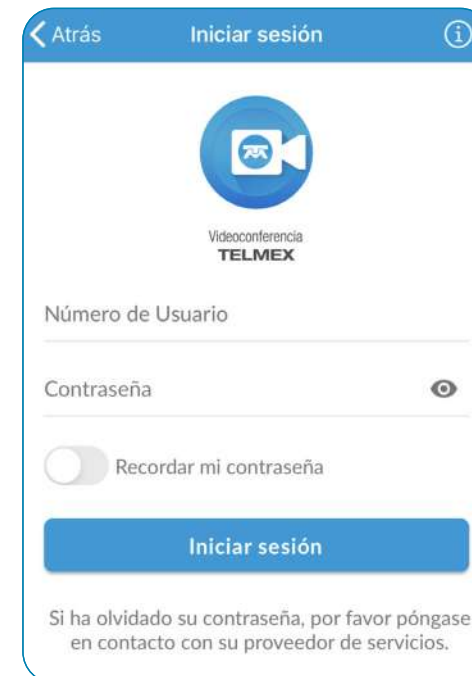 Atrás
Iniciar sesión
Videoconferencia
TELMEX
Número de Usuario
Contraseña
Recordar mi contraseña
Iniciar sesión
Si ha olvidado su contraseña, por favor póngase
en contacto con su proveedor de servicios.